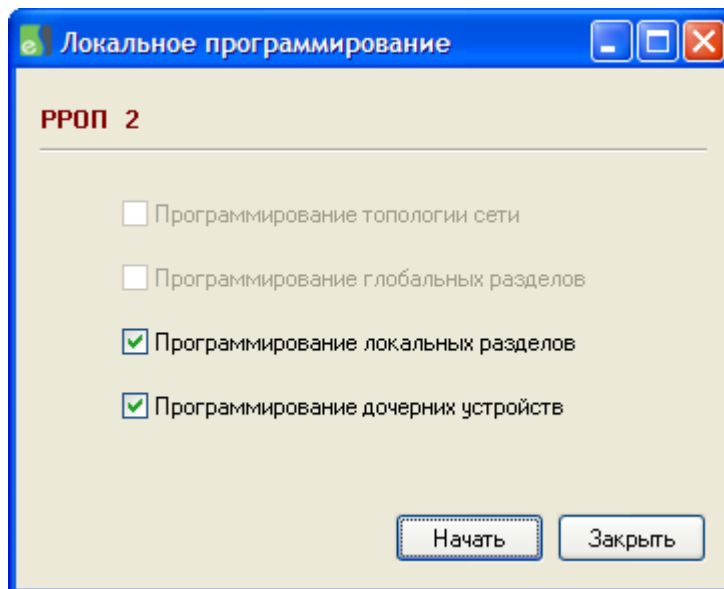 Локальное программирование
РРОП 2
Программирование топологии сети
Программирование глобальных разделов
Программирование локальных разделов
Программирование дочерних устройств
Начать Закрыть